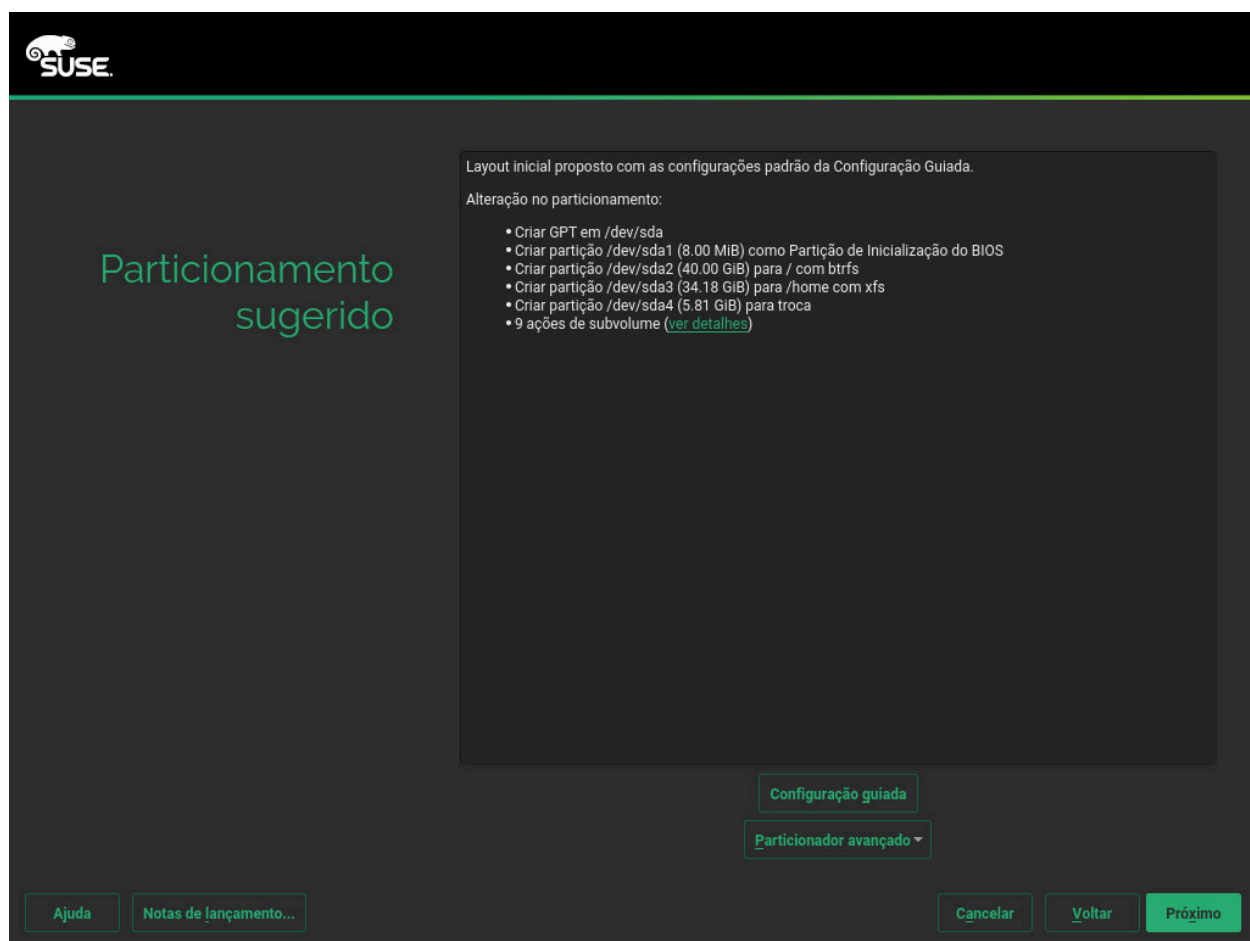 SUSE.
Layout inicial proposto com as configurações padrão da Configuração Guiada.
Alteração no particionamento:
• Criar GPT em /dev/sda
• Criar partição /dev/sda1 (8.00 MiB) como Partição de Inicialização do BIOS
• Criar partição /dev/sda2 (40.00 GiB) para / com btrfs
• Criar partição /dev/sda3 (34.18 GiB) para /home com xfs
• Criar partição /dev/sda4 (5.81 GiB) para troca
• 9 ações de subvolume (ver detalhes)
Particionamento
sugerido
Configuração guiada
Particionador avançado
Ajuda
Notas de lançamento...
Cancelar
Voltar
Próximo